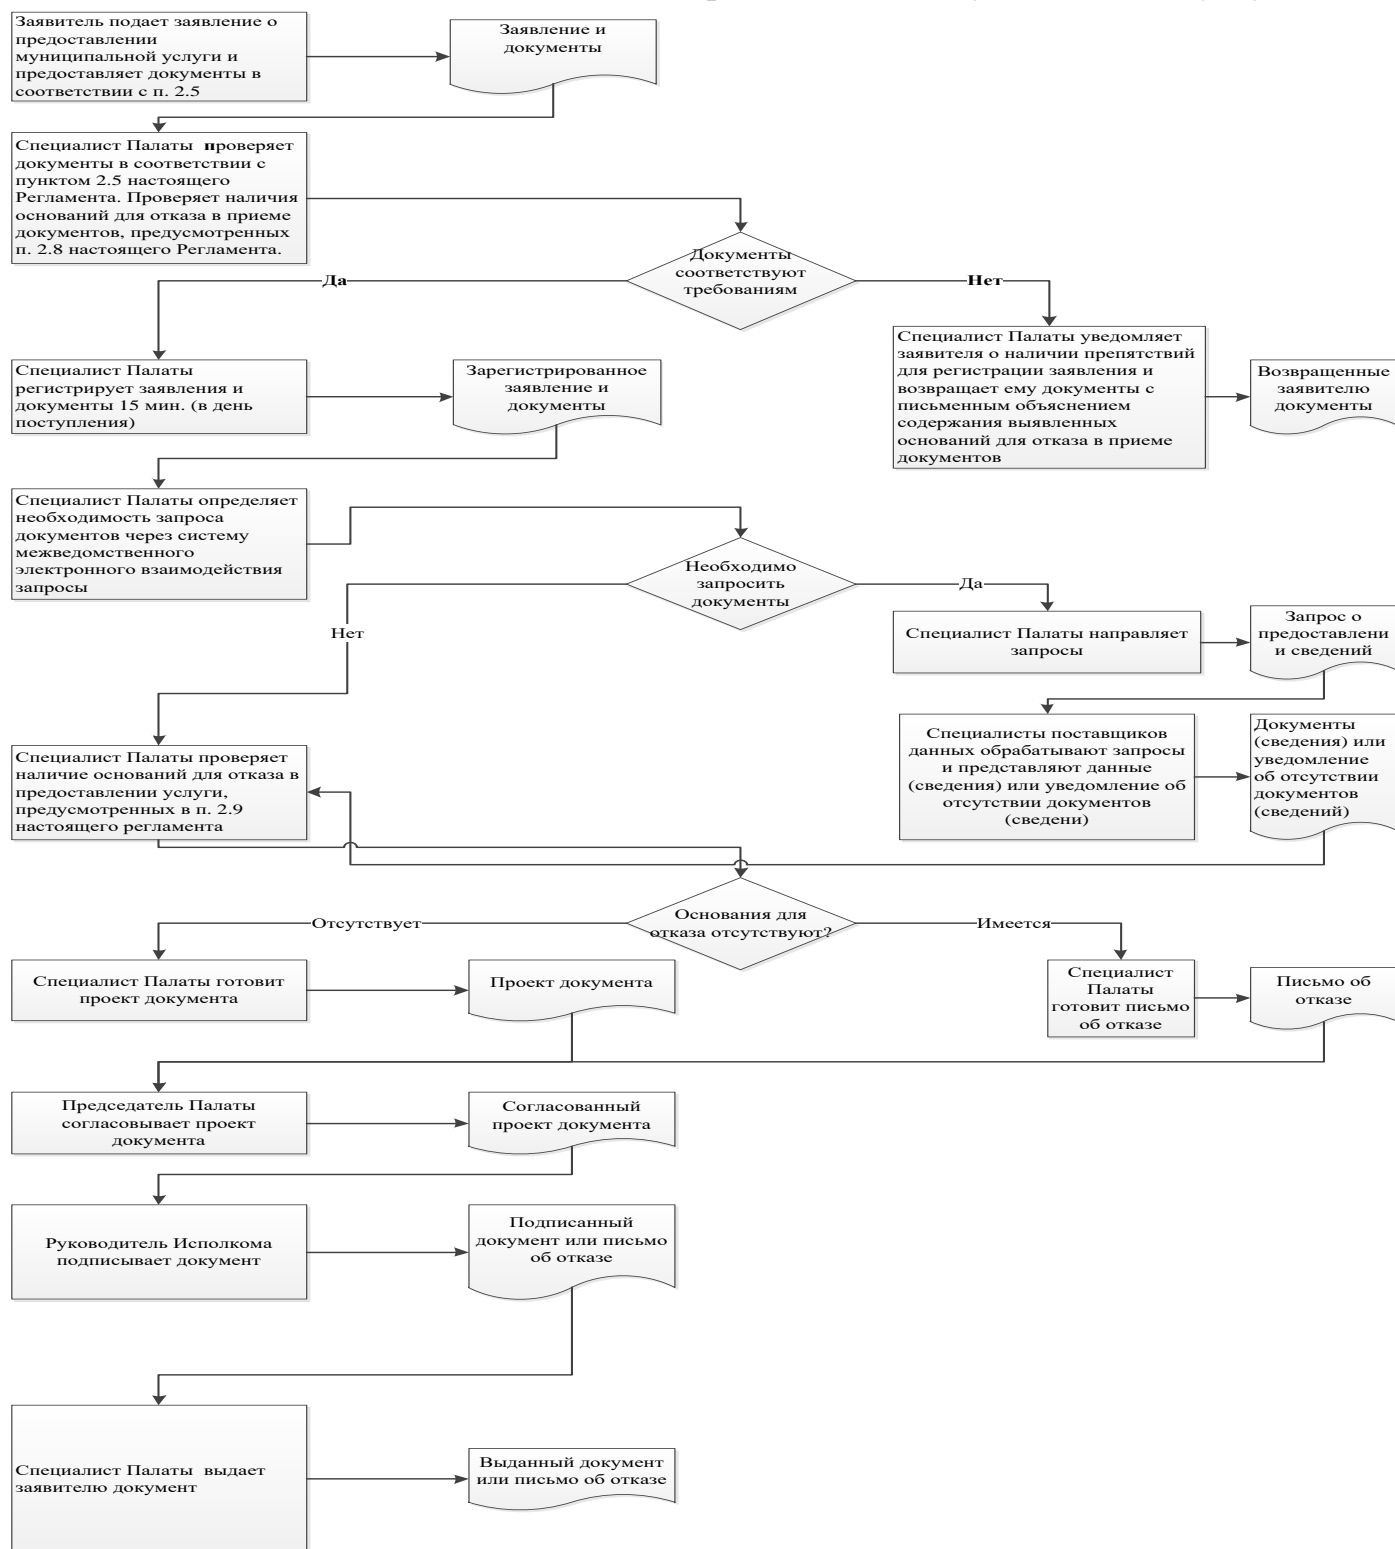 Заявитель подает заявление о
предоставлении
муниципальной услуги и
предоставляет документы в
соответствии с п. 2.5
Заявление и
документы
Специалист Палаты проверяет
документы в соответствии с
пунктом 2.5 настоящего
Регламента. Проверяет наличия
оснований для отказа в приеме
документов, предусмотренных
п. 2.8 настоящего Регламента.
Документы
соответствуют
требованиям
Да
Нет
Специалист Палаты
регистрирует заявления и
документы 15 мин. (в день
поступления)
Зарегистрированное
заявление и
документы
Специалист Палаты уведомляет
заявителя о наличии препятствий
для регистрации заявления и
возвращает ему документы с
письменным объяснением
содержания выявленных
оснований для отказа в приеме
документов
Возвращенные
заявителю
документы
Специалист Палаты определяет
необходимость запроса
документов через систему
межведомственного
электронного взаимодействия
запросы
Необходимо
запросить
документы
Да
Нет
Специалист Палаты направляет
запросы
Запрос о
предоставлени
и сведений
Специалисты поставщиков
данных обрабатывают запросы
и представляют данные
(сведения) или уведомление об
отсутствии документов
(сведени)
Документы
(сведения) или
уведомление
об отсутствии
документов
(сведений)
Специалист Палаты проверяет
наличие оснований для отказа в
предоставлении услуги,
предусмотренных в п. 2.9
настоящего регламента
Основания для
отказа отсутствуют?
Отсутствует
Имеется
Специалист Палаты готовит
проект документа
Проект документа
Специалист
Палаты
готовит письмо
об отказе
Письмо об
отказе
Председатель Палаты
согласовывает проект
документа
Согласованный
проект документа
Руководитель Исполкома
подписывает документ
Подписанный
документ или письмо
об отказе
Специалист Палаты выдает
заявителю документ
Выданный документ
или письмо об отказе